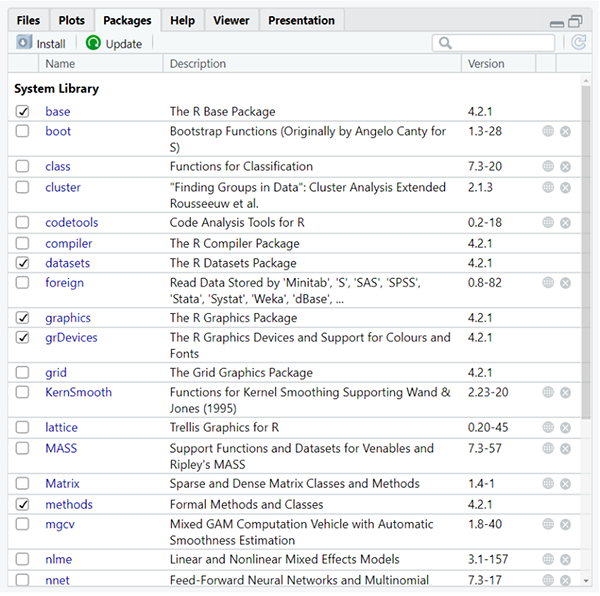 Files Plots Packages Help Viewer Presentation
Install Update
Name Description Version
System Library
base The R Base Package 4.2.1
boot Bootstrap Functions (Originally by Angelo Canty for 1.3-28
S)
class Functions for Classification 7.3-20
cluster "Finding Groups in Data": Cluster Analysis Extended 2.1.3
Rousseeuw et al.
codetools Code Analysis Tools for R 0.2-18
compiler The R Compiler Package 4.2.1
datasets The R Datasets Package 4.2.1
foreign Read Data Stored by 'Minitab', 'S', 'SAS', 'SPSS', 0.8-82
'Stata', 'Systat', 'Weka', 'dBase', ...
graphics The R Graphics Package 4.2.1
grDevices The R Graphics Devices and Support for Colours and 4.2.1
Fonts
grid The Grid Graphics Package 4.2.1
KernSmooth Functions for Kernel Smoothing Supporting Wand & 2.23-20
Jones (1995)
lattice Trellis Graphics for R 0.20-45
MASS Support Functions and Datasets for Venables and 7.3-57
Ripley's MASS
Matrix Sparse and Dense Matrix Classes and Methods 1.4-1
methods Formal Methods and Classes 4.2.1
mgcv Mixed GAM Computation Vehicle with Automatic 1.8-40
Smoothness Estimation
nlme Linear and Nonlinear Mixed Effects Models 3.1-157
nnet Feed-Forward Neural Networks and Multinomial 7.3-17